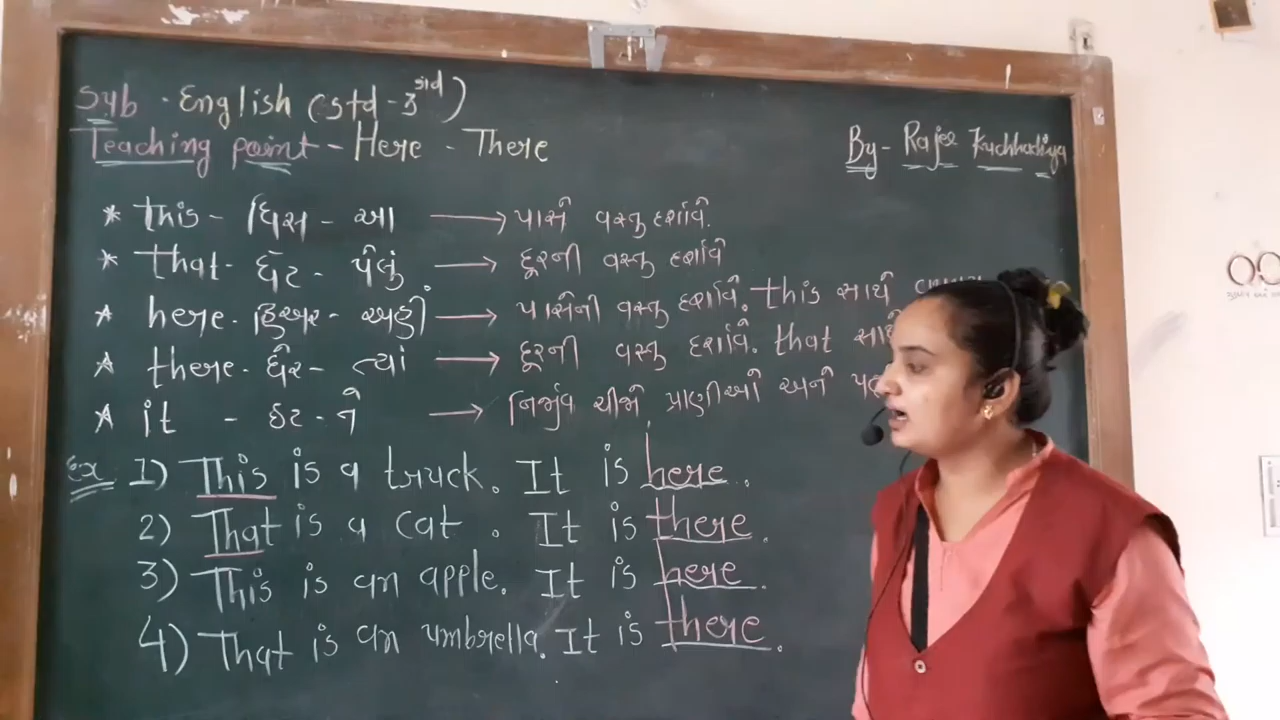 Sub - English (std - 3rd)
Teaching point - Here - There
By - Rajee Kuchhadiya
* this - ધિસ - આ → પાસે વસ્તુ દર્શાવે.
* that - ધેટ - પેલું → દૂરની વસ્તુ દર્શાવે
* here - હિઅર - અહીં → પાસેની વસ્તુ દર્શાવે. this સાથે
* there - ધેર - ત્યાં → દૂરની વસ્તુ દર્શાવે. that સાથે
* it - ઈટ - તે → નિર્જીવ ચીજો પ્રાણીઓ અને
Ex 1) This is a truck. It is here.
2) That is a cat. It is there.
3) This is an apple. It is here.
4) That is an umbrella. It is there.